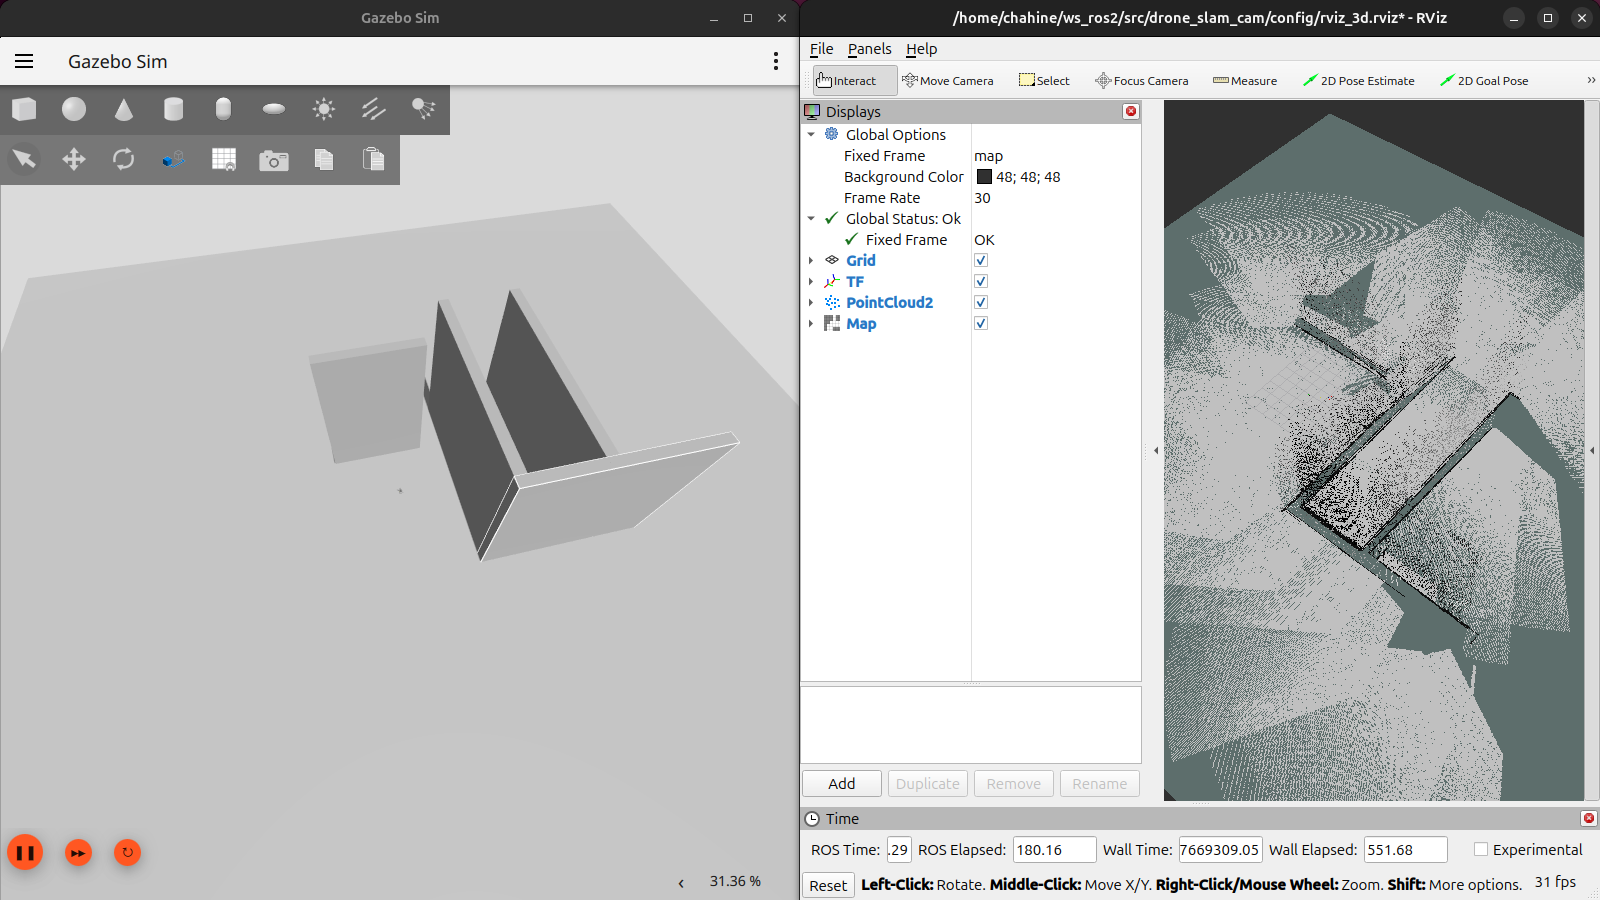 Gazebo Sim
Gazebo Sim
31.36 %
/home/chahine/ws_ros2/src/drone_slam_cam/config/rviz_3d.rviz* - RViz
File Panels Help
Interact Move Camera Select Focus Camera Measure 2D Pose Estimate 2D Goal Pose
Displays
Global Options
Fixed Frame map
Background Color 48; 48; 48
Frame Rate 30
Global Status: Ok
Fixed Frame OK
Grid
TF
PointCloud2
Map
Add Duplicate Remove Rename
Time
ROS Time: .29 ROS Elapsed: 180.16 Wall Time: 7669309.05 Wall Elapsed: 551.68 Experimental
Reset Left-Click: Rotate. Middle-Click: Move X/Y. Right-Click/Mouse Wheel: Zoom. Shift: More options. 31 fps